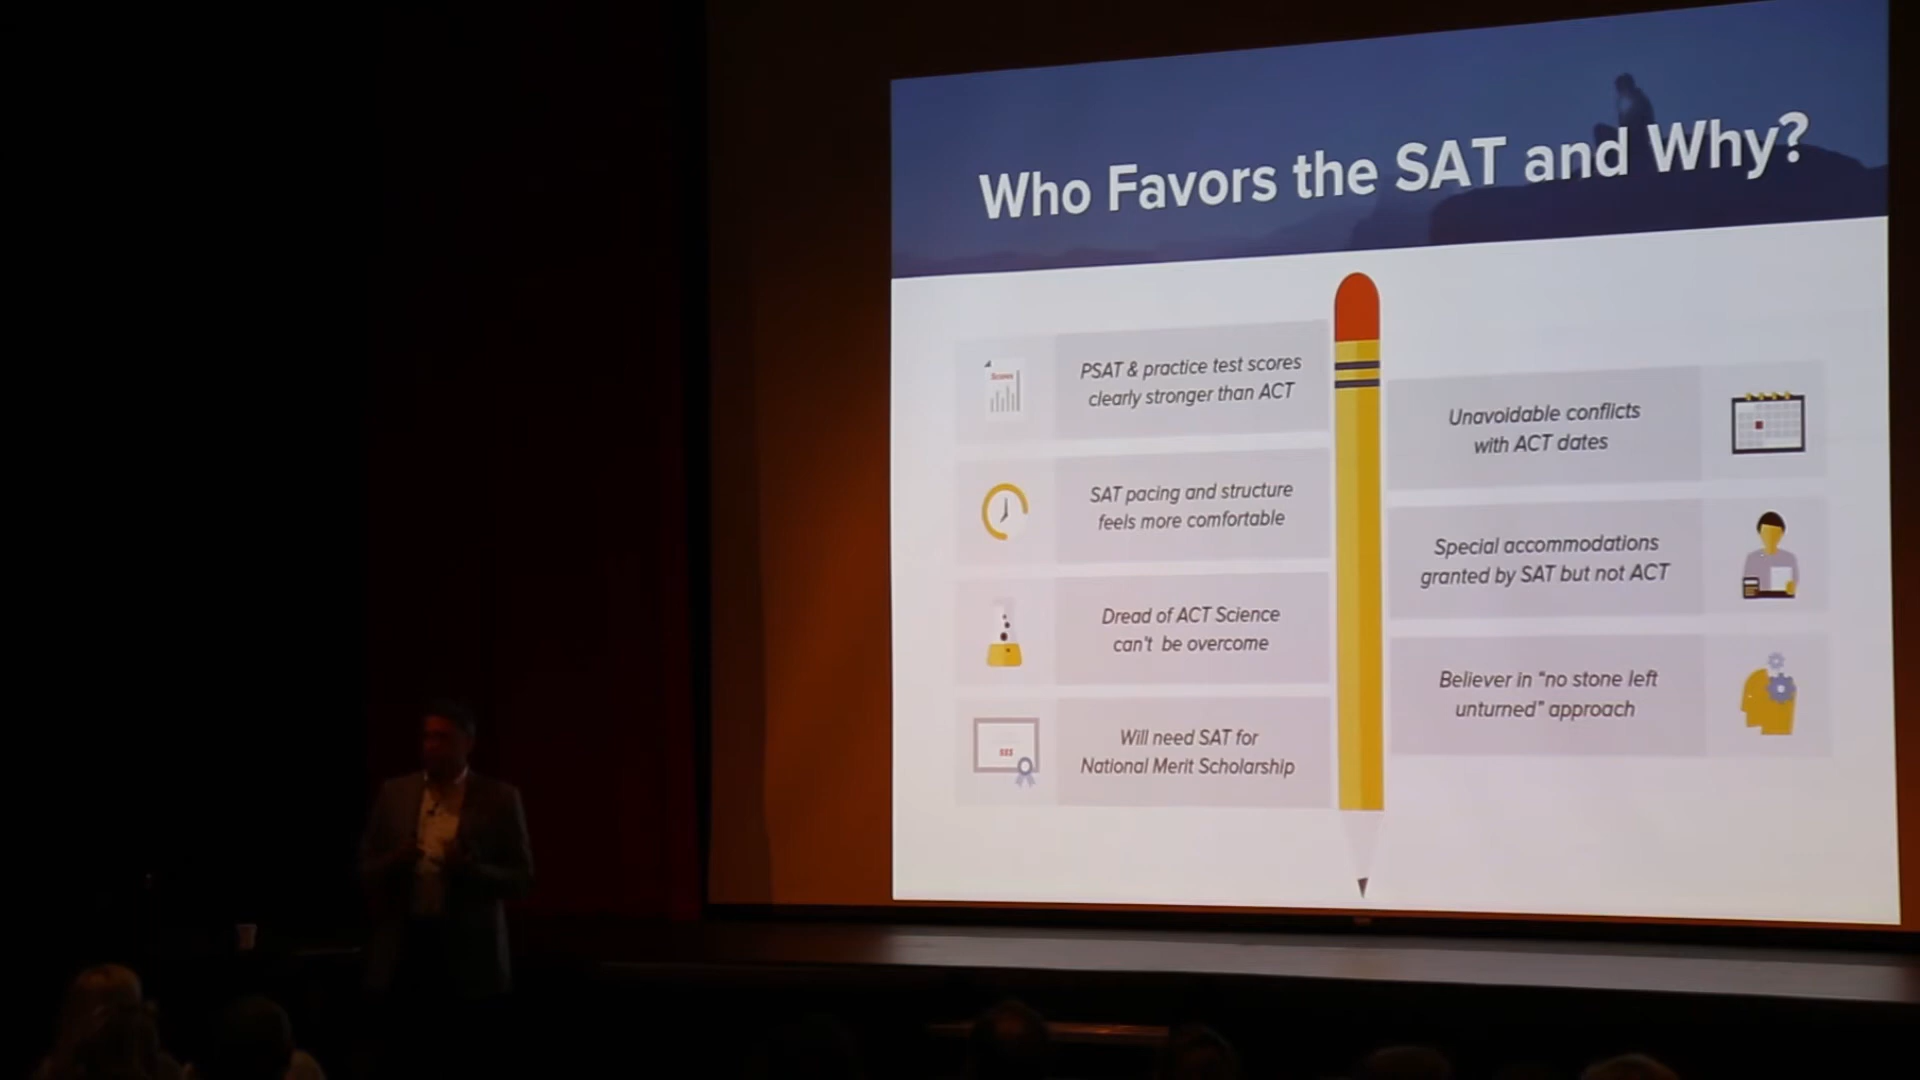 Who Favors the SAT and Why?
Scores
PSAT & practice test scores
clearly stronger than ACT
SAT pacing and structure
feels more comfortable
Dread of ACT Science
can't be overcome
Will need SAT for
National Merit Scholarship
Unavoidable conflicts
with ACT dates
Special accommodations
granted by SAT but not ACT
Believer in "no stone left
unturned" approach